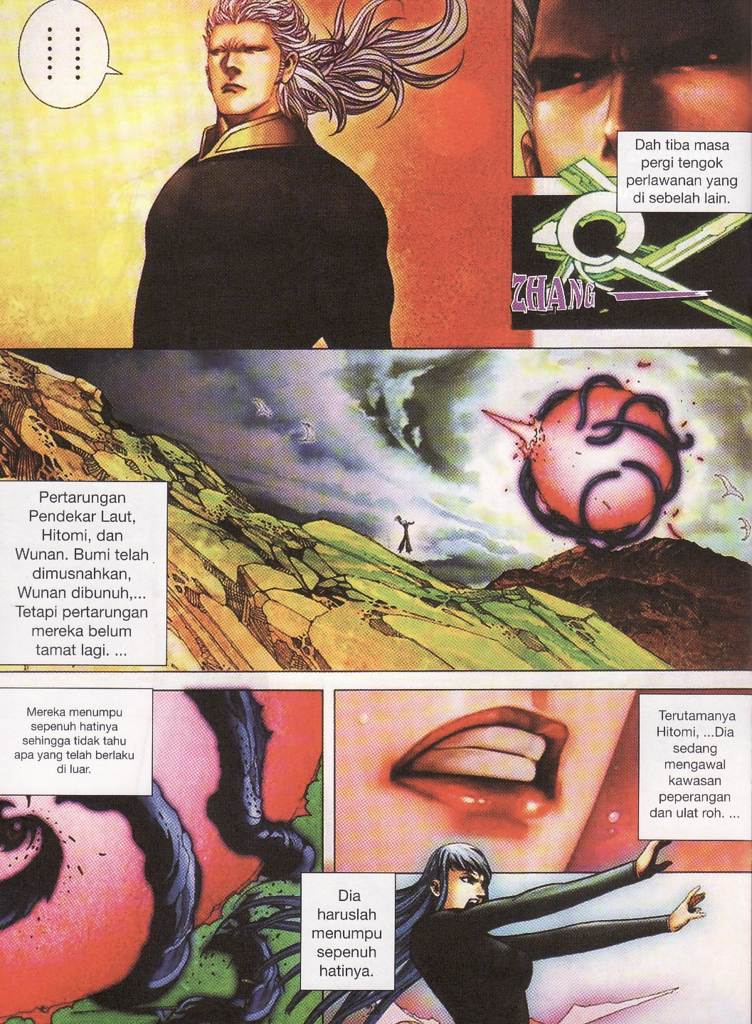 Dah tiba masa
pergi tengok
perlawanan yang
di sebelah lain.
ZHANG
Pertarungan
Pendekar Laut,
Hitomi, dan
Wunan. Bumi telah
dimusnahkan,
Wunan dibunuh,...
Tetapi pertarungan
mereka belum
tamat lagi. ...
Mereka menumpu
sepenuh hatinya
sehingga tidak tahu
apa yang telah berlaku
di luar.
Terutamanya
Hitomi, ...Dia
sedang
mengawal
kawasan
peperangan
dan ulat roh. ...
Dia
haruslah
menumpu
sepenuh
hatinya.